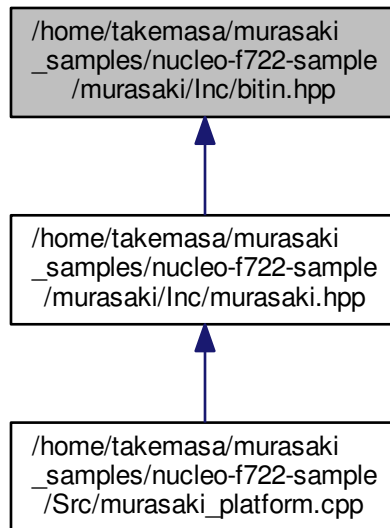 /home/takemasa/murasaki
_samples/nucleo-f722-sample
/murasaki/Inc/bitin.hpp
/home/takemasa/murasaki
_samples/nucleo-f722-sample
/murasaki/Inc/murasaki.hpp
/home/takemasa/murasaki
_samples/nucleo-f722-sample
/Src/murasaki_platform.cpp